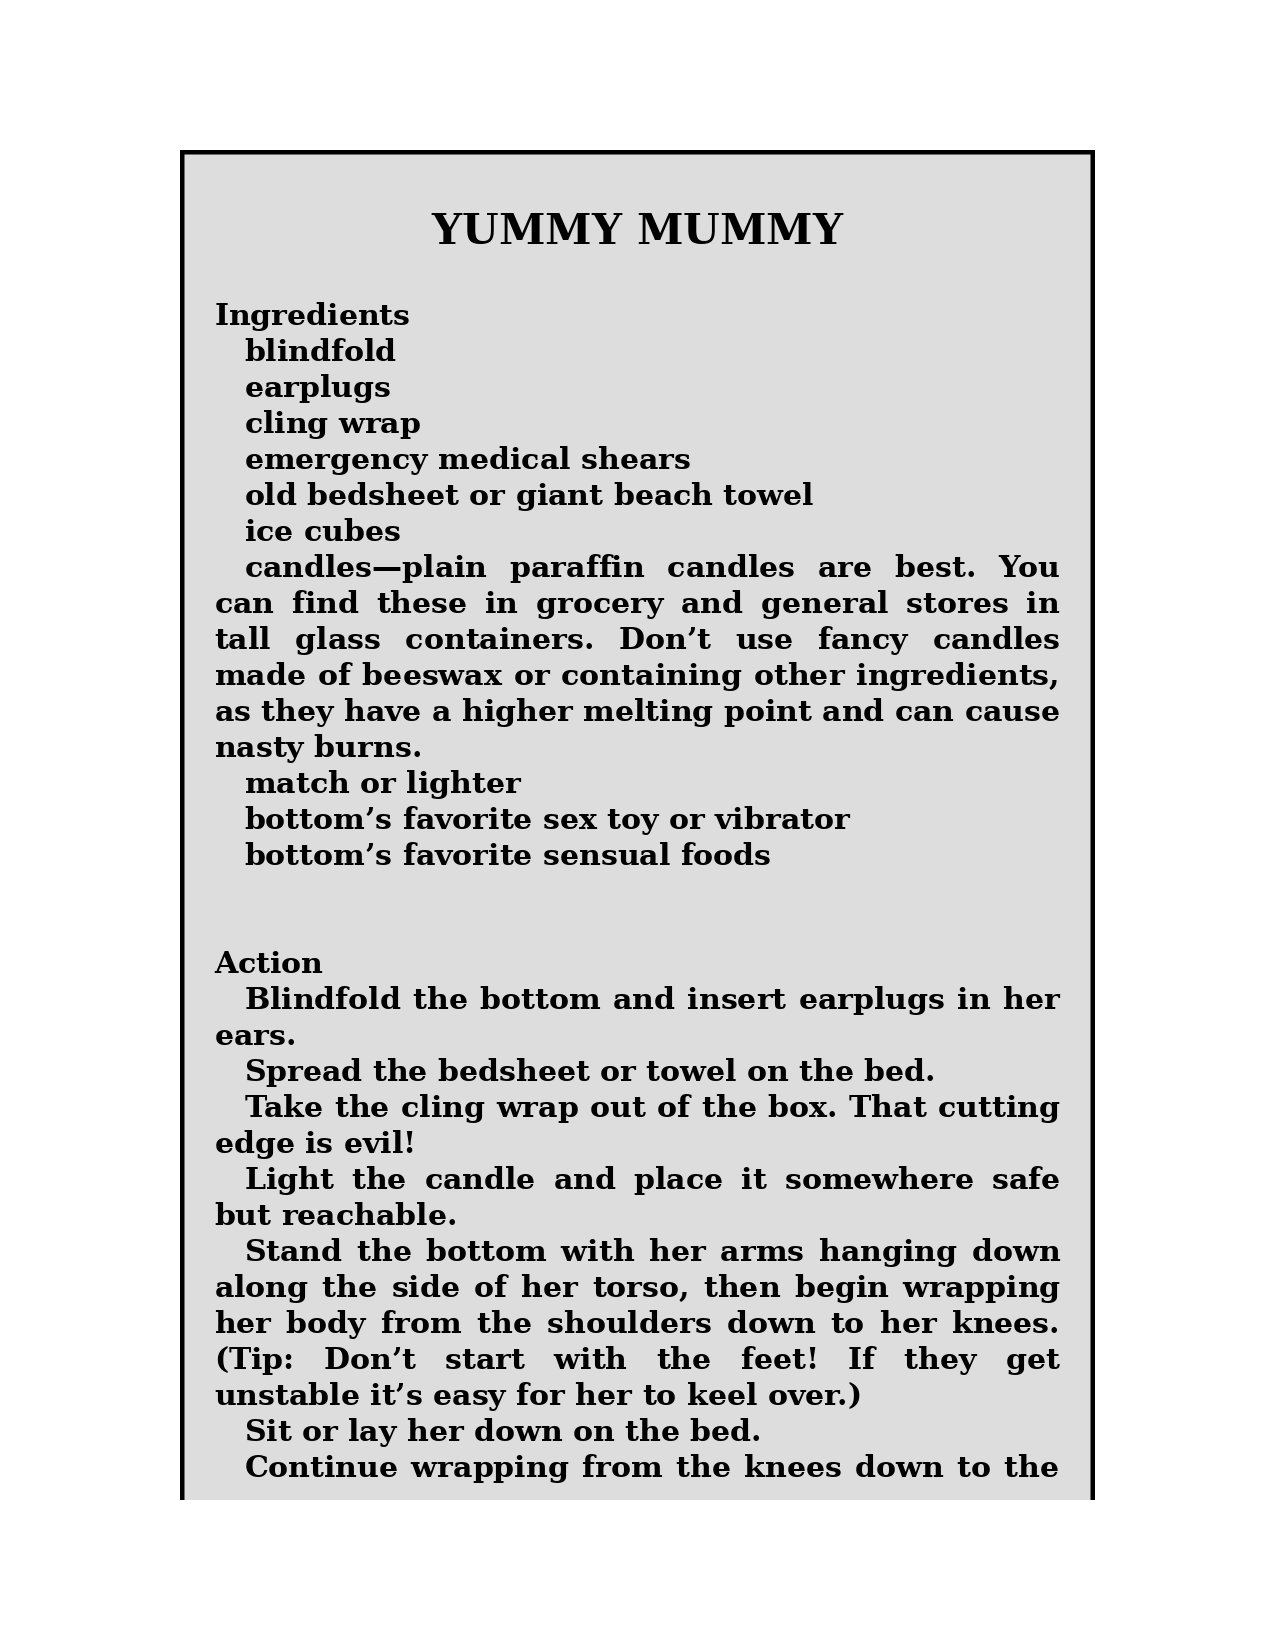 YUMMY MUMMY
Ingredients
blindfold
earplugs
cling wrap
emergency medical shears
old bedsheet or giant beach towel
ice cubes
candles—plain paraffin candles are best. You
can find these in grocery and general stores in
tall glass containers. Don’t use fancy candles
made of beeswax or containing other ingredients,
as they have a higher melting point and can cause
nasty burns.
match or lighter
bottom’s favorite sex toy or vibrator
bottom’s favorite sensual foods
Action
Blindfold the bottom and insert earplugs in her
ears.
Spread the bedsheet or towel on the bed.
Take the cling wrap out of the box. That cutting
edge is evil!
Light the candle and place it somewhere safe
but reachable.
Stand the bottom with her arms hanging down
along the side of her torso, then begin wrapping
her body from the shoulders down to her knees.
(Tip: Don’t start with the feet! If they get
unstable it’s easy for her to keel over.)
Sit or lay her down on the bed.
Continue wrapping from the knees down to the